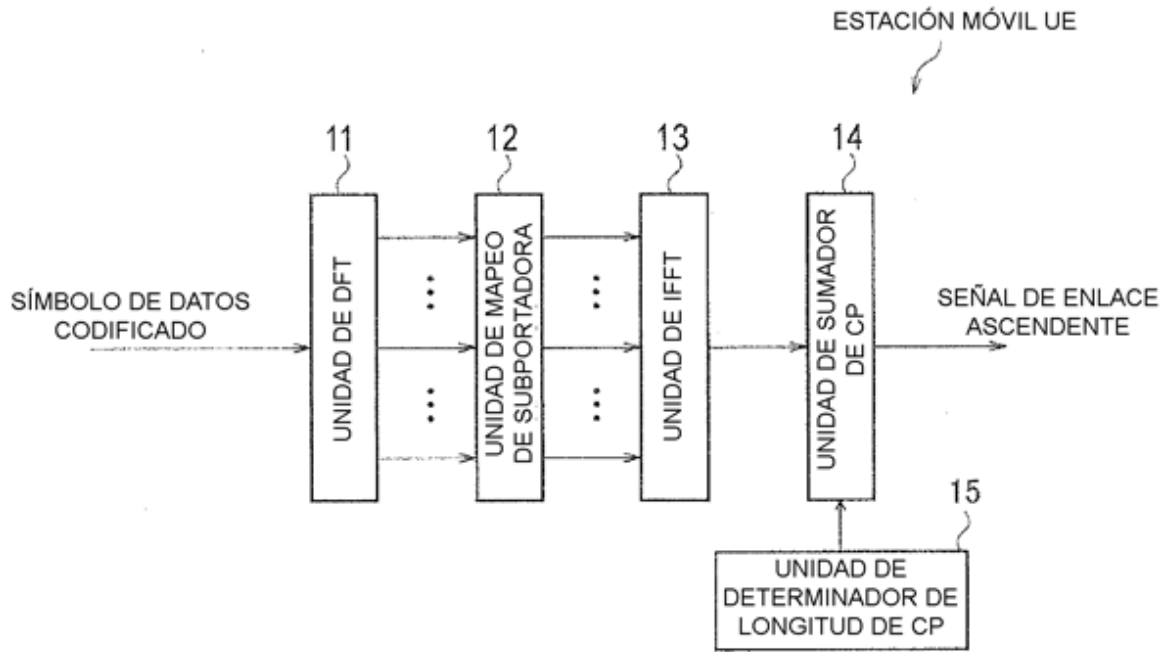 ESTACIÓN MÓVIL UE
11
12
13
14
SÍMBOLO DE DATOS
CODIFICADO
UNIDAD DE DFT
UNIDAD DE MAPEO
DE SUBPORTADORA
UNIDAD DE IFFT
UNIDAD DE SUMADOR
DE CP
SEÑAL DE ENLACE
ASCENDENTE
15
UNIDAD DE
DETERMINADOR DE
LONGITUD DE CP